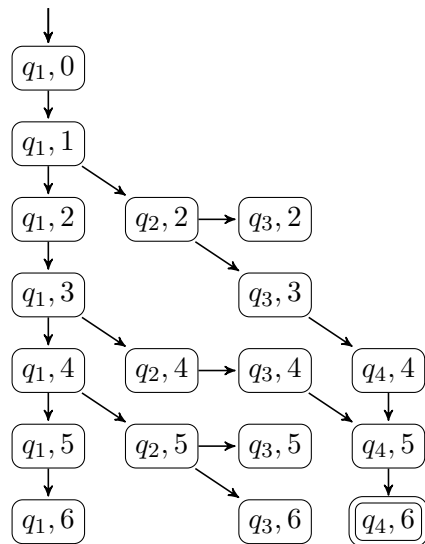 q₁, 0
q₁, 1
q₁, 2 q₂, 2 q₃, 2
q₁, 3 q₃, 3
q₁, 4 q₂, 4 q₃, 4 q₄, 4
q₁, 5 q₂, 5 q₃, 5 q₄, 5
q₁, 6 q₃, 6 q₄, 6